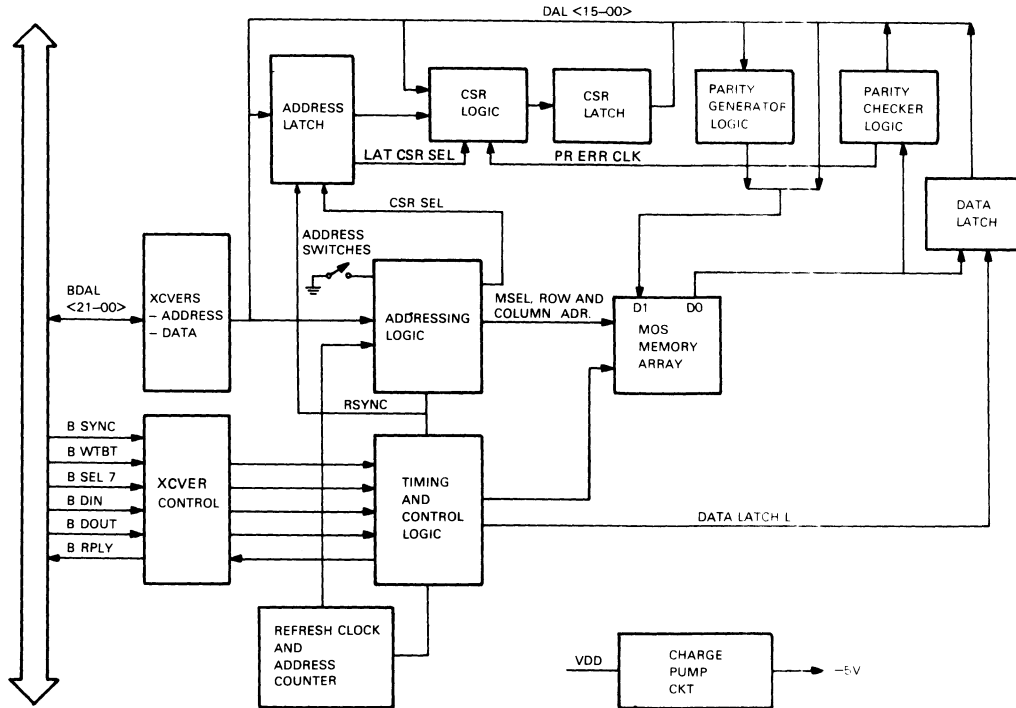 DAL <15-00>
ADDRESS
LATCH
CSR
LOGIC
CSR
LATCH
PARITY
GENERATOR
LOGIC
PARITY
CHECKER
LOGIC
LAT CSR SEL
PR ERR CLK
CSR SEL
DATA
LATCH
ADDRESS
SWITCHES
BDAL
<21-00>
XCVERS
- ADDRESS
- DATA
ADDRESSING
LOGIC
MSEL, ROW AND
COLUMN ADR.
D1 D0
MOS
MEMORY
ARRAY
RSYNC
B SYNC
B WTBT
B SEL 7
B DIN
B DOUT
B RPLY
XCVER
CONTROL
TIMING
AND
CONTROL
LOGIC
DATA LATCH L
REFRESH CLOCK
AND
ADDRESS
COUNTER
VDD
CHARGE
PUMP
CKT
-5V